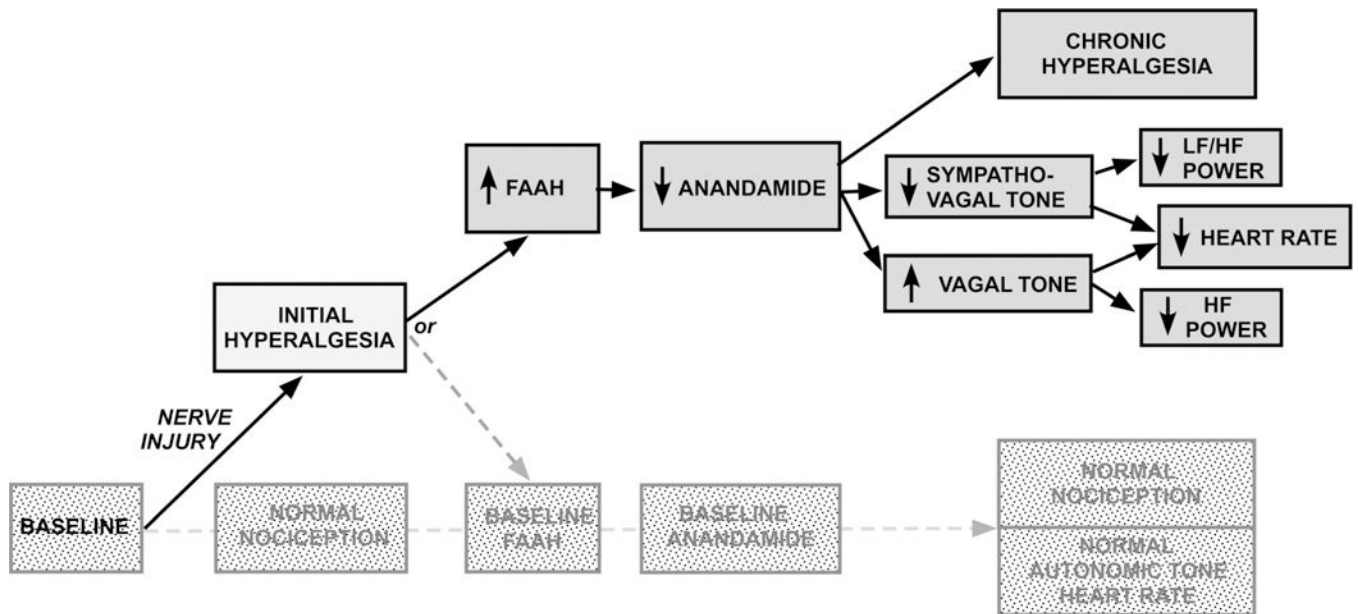 CHRONIC
HYPERALGESIA
↑ FAAH
↓ ANANDAMIDE
↓ SYMPATHO-
VAGAL TONE
↓ LF/HF
POWER
↓ HEART RATE
↑ VAGAL TONE
↓ HF
POWER
INITIAL
HYPERALGESIA
or
NERVE
INJURY
BASELINE
NORMAL
NOCICEPTION
BASELINE
FAAH
BASELINE
ANANDAMIDE
NORMAL
NOCICEPTION
NORMAL
AUTONOMIC TONE
HEART RATE